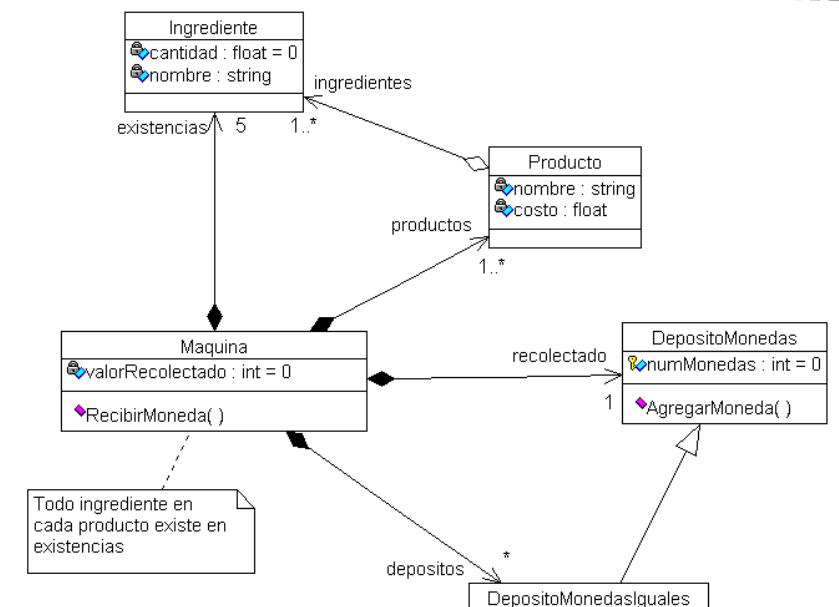 Ingrediente
cantidad : float = 0
nombre : string
ingredientes
existencias
5
1..*
Producto
nombre : string
costo : float
productos
1..*
Maquina
valorRecolectado : int = 0
RecibirMoneda( )
recolectado
1
DepositoMonedas
numMonedas : int = 0
AgregarMoneda( )
Todo ingrediente en
cada producto existe en
existencias
depositos
*
DepositoMonedasIguales